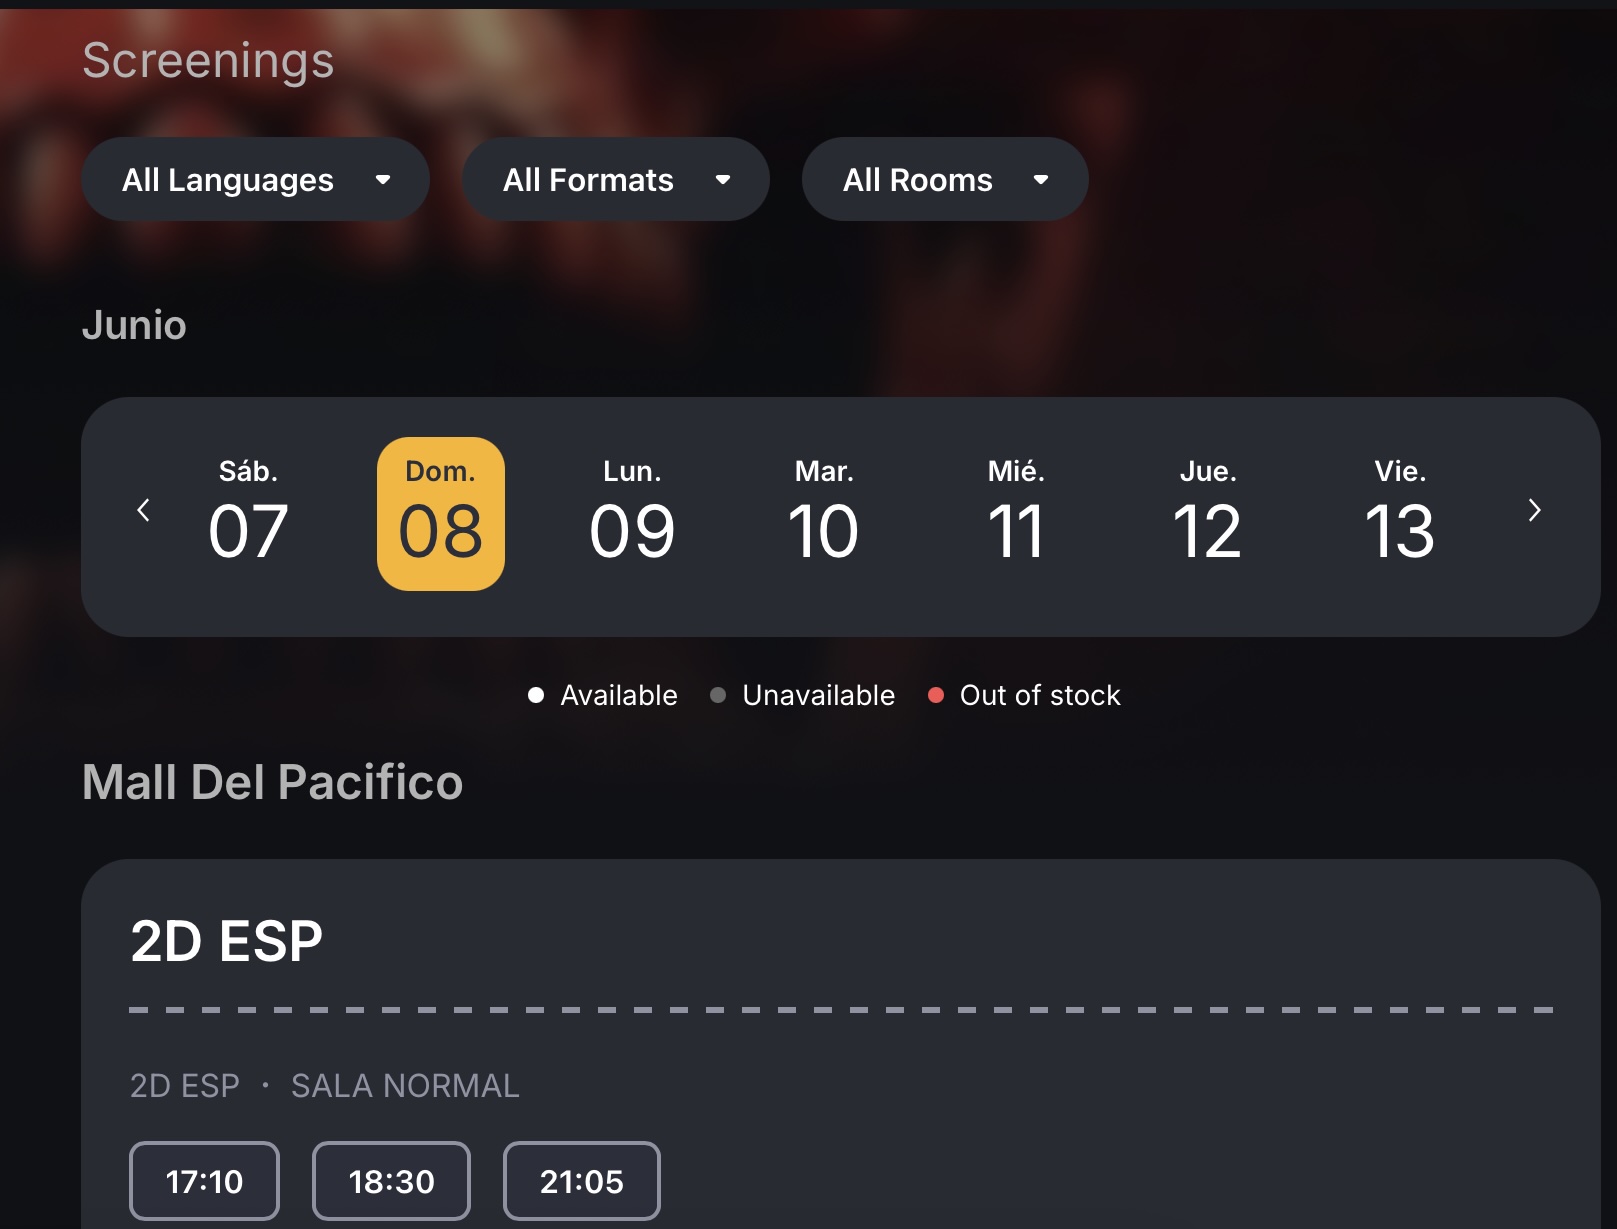 Screenings
All Languages All Formats All Rooms
Junio
Sáb. Dom. Lun. Mar. Mié. Jue. Vie.
07 08 09 10 11 12 13
Available Unavailable Out of stock
Mall Del Pacifico
2D ESP
2D ESP · SALA NORMAL
17:10 18:30 21:05